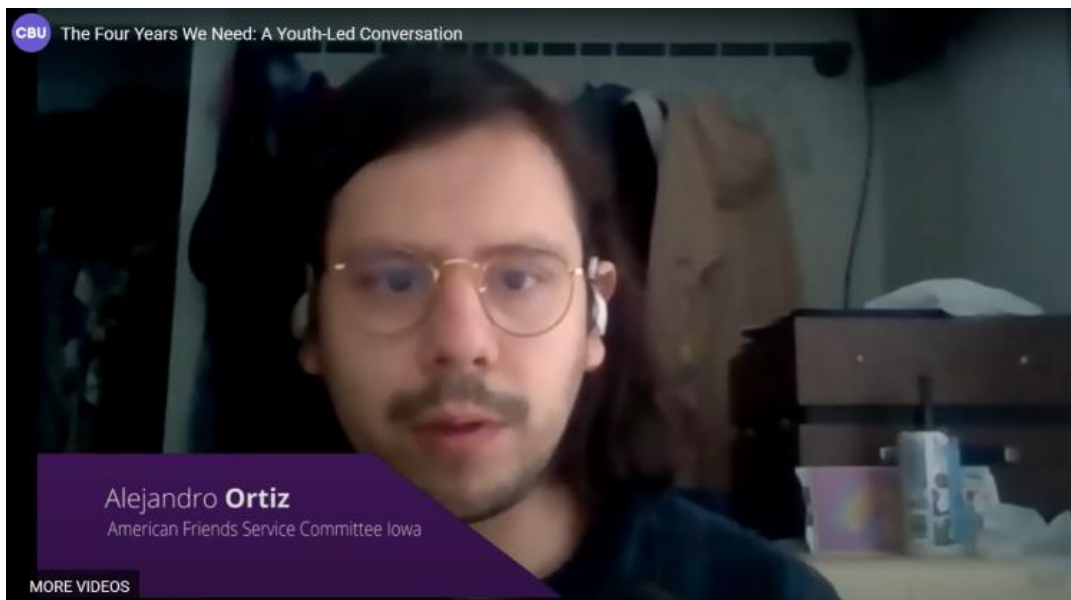 CBU The Four Years We Need: A Youth-Led Conversation
Alejandro Ortiz
American Friends Service Committee Iowa
MORE VIDEOS